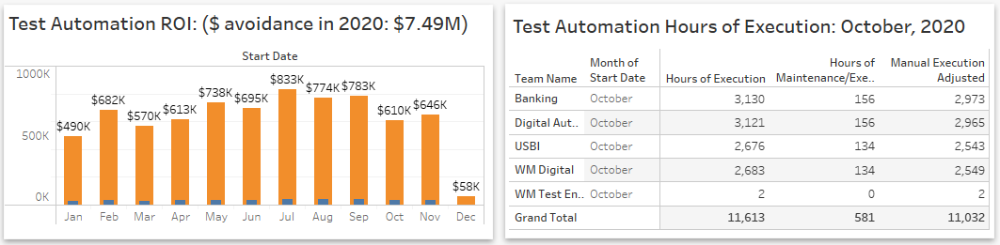 Test Automation ROI: ($ avoidance in 2020: $7.49M)
Start Date
1000K
500K
0K
$490K
$682K
$570K
$613K
$738K
$695K
$833K
$774K
$783K
$610K
$646K
$58K
Jan Feb Mar Apr May Jun Jul Aug Sep Oct Nov Dec
Test Automation Hours of Execution: October, 2020
Team Name Month of Start Date Hours of Execution Hours of Maintenance/Exe.. Manual Execution Adjusted
Banking October 3,130 156 2,973
Digital Aut.. October 3,121 156 2,965
USBI October 2,676 134 2,543
WM Digital October 2,683 134 2,549
WM Test En.. October 2 0 2
Grand Total 11,613 581 11,032